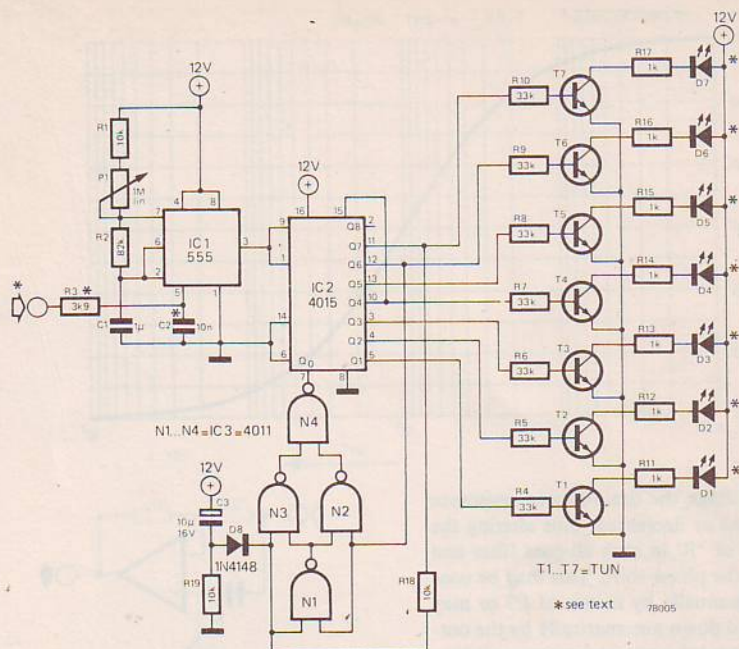 12V
R17
1k
D7
*
R10
33k
T7
12V
R1
10k
P1
1M
lin
R2
82k
R3 *
3k9
*
C1
1μ
*
C2
10n
7
4
8
6
2
5
1
3
IC1
555
12V
16
15
9
1
14
6
7
8
IC2
4015
Q8
2
Q7
11
Q6
12
Q5
13
Q4
10
Q3
3
Q2
4
Q1
5
Q0
R9
33k
T6
R16
1k
D6
*
R8
33k
T5
R15
1k
D5
*
R7
33k
T4
R14
1k
D4
*
R6
33k
T3
R13
1k
D3
*
R5
33k
T2
R12
1k
D2
*
R4
33k
T1
R11
1k
D1
*
N4
N1...N4=IC3=4011
N3
N2
N1
12V
C3
10μ
16V
D8
1N4148
R19
10k
R18
10k
T1...T7=TUN
* see text
78005